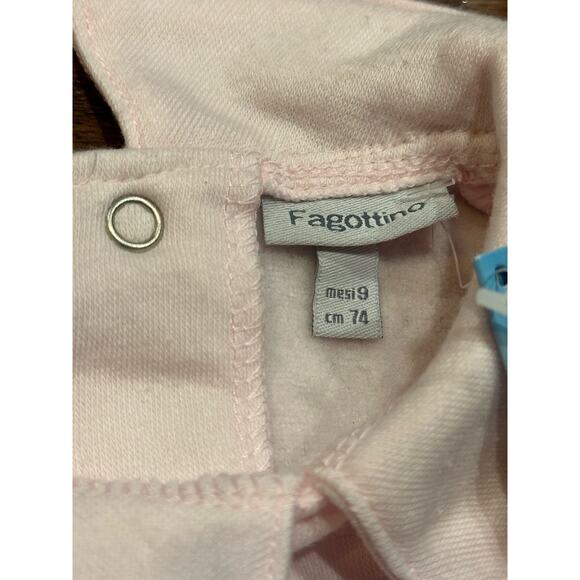 Fagottino
mesi 9
cm 74